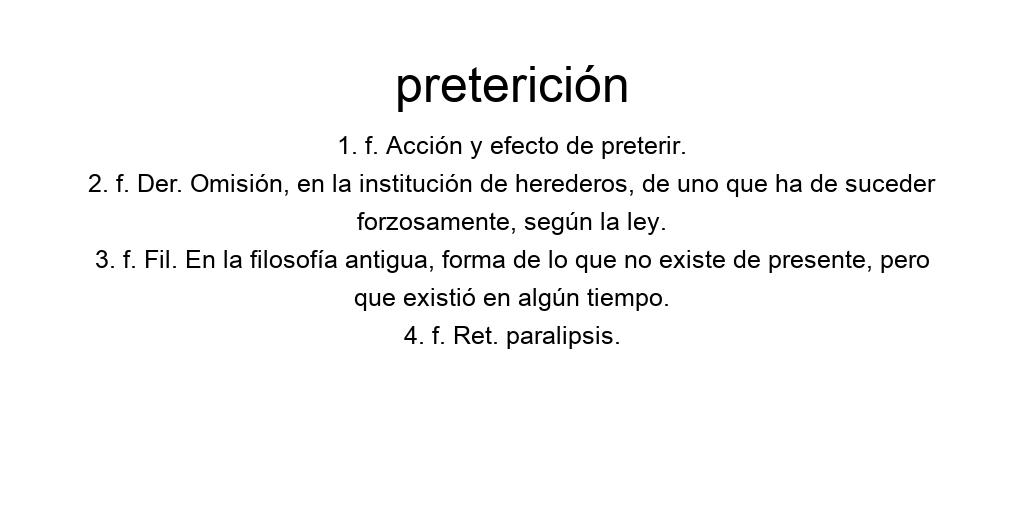 preterición
1. f. Acción y efecto de preterir.
2. f. Der. Omisión, en la institución de herederos, de uno que ha de suceder
forzosamente, según la ley.
3. f. Fil. En la filosofía antigua, forma de lo que no existe de presente, pero
que existió en algún tiempo.
4. f. Ret. paralipsis.